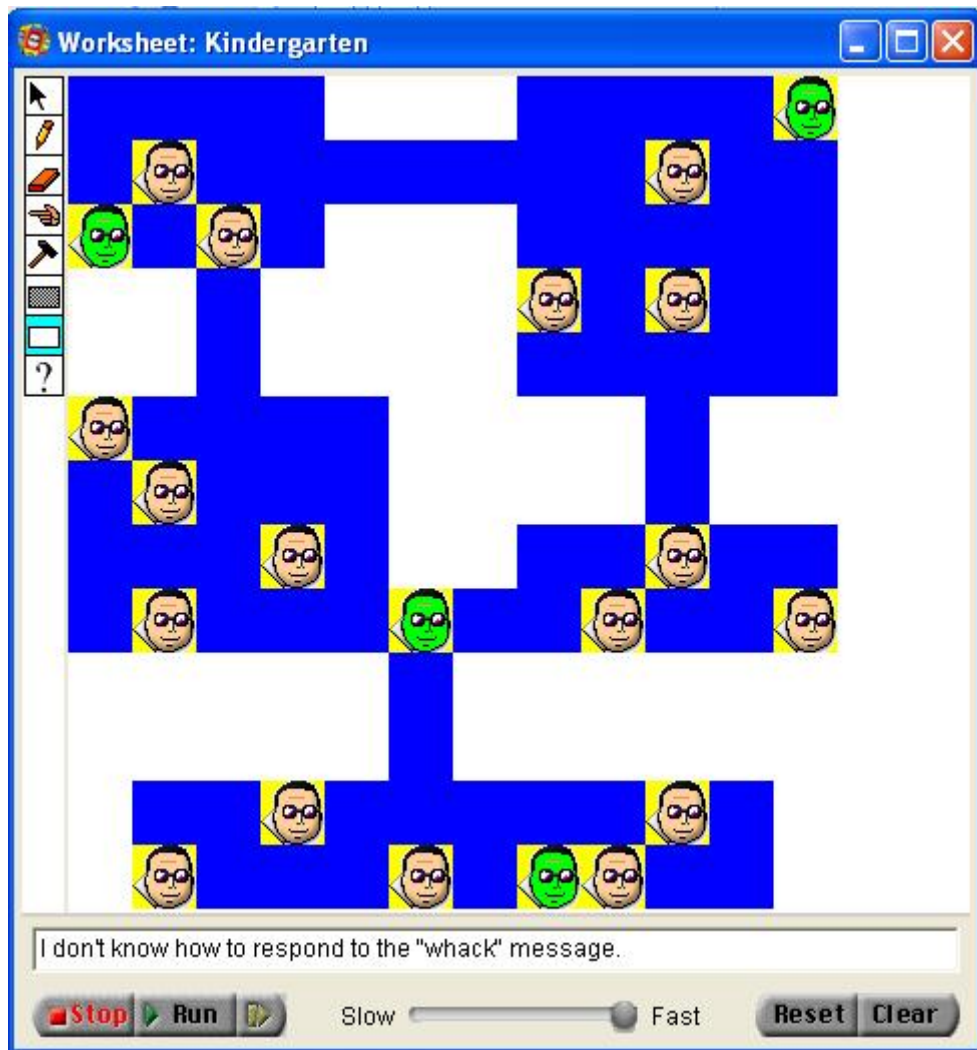 Worksheet: Kindergarten
?
I don't know how to respond to the "whack" message.
Stop Run Slow Fast Reset Clear